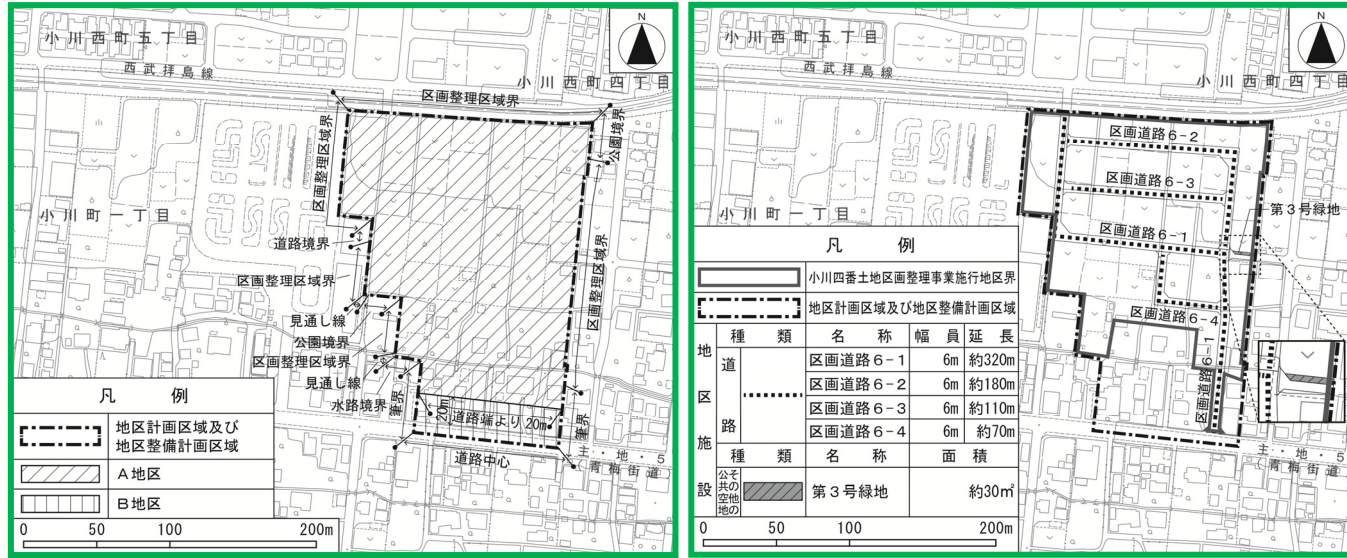 N
小川西町五丁目
西武拝島線
小川西町四丁目
区画整理区域界
公園境界
区画整理区域界
小川町一丁目
道路境界
区画整理区域界
区画整理区域界
見通し線
公園境界
区画整理区域界
見通し線
水路境界
筆界
20m
道路端より20m
筆界
道路中心
凡 例
地区計画区域及び
地区整備計画区域
A地区
B地区
0 50 100 200m
N
小川西町五丁目
西武拝島線
小川西町四丁目
区画道路6-2
区画道路6-3
小川町一丁目
第3号緑地
区画道路6-1
区画道路6-4
区画道路6-1
主・地・5
(青梅街道)
凡 例
小川四番土地区画整理事業施行地区界
地区計画区域及び地区整備計画区域
地区施設
種 類 名 称 幅 員 延 長
道路
区画道路6-1 6m 約320m
区画道路6-2 6m 約180m
区画道路6-3 6m 約110m
区画道路6-4 6m 約70m
種 類 名 称 面 積
その他の公共空地 第3号緑地 約30㎡
0 50 100 200m